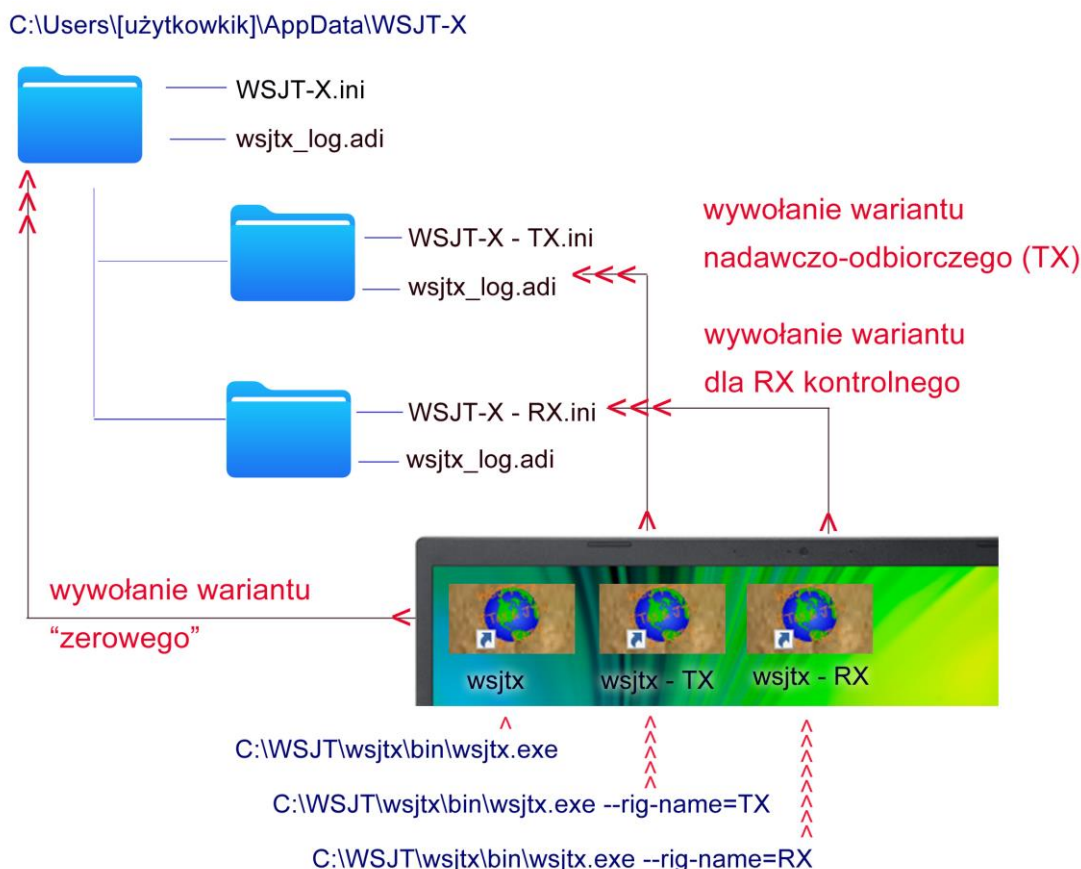 C:\Users\[użytkowkik]\AppData\WSJT-X
WSJT-X.ini
wsjtx_log.adi
WSJT-X - TX.ini
wsjtx_log.adi
wywołanie wariantu
nadawczo-odbiorczego (TX)
wywołanie wariantu
dla RX kontrolnego
WSJT-X - RX.ini
wsjtx_log.adi
wywołanie wariantu
“zerowego”
wsjtx
wsjtx - TX
wsjtx - RX
C:\WSJT\wsjtx\bin\wsjtx.exe
C:\WSJT\wsjtx\bin\wsjtx.exe --rig-name=TX
C:\WSJT\wsjtx\bin\wsjtx.exe --rig-name=RX